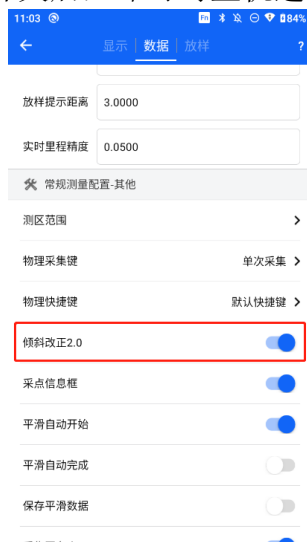 11:03 Fn 84%
显示 数据 放样 ?
放样提示距离 3.0000
实时里程精度 0.0500
常规测量配置-其他
测区范围
物理采集键 单次采集
物理快捷键 默认快捷键
倾斜改正2.0
采点信息框
平滑自动开始
平滑自动完成
保存平滑数据